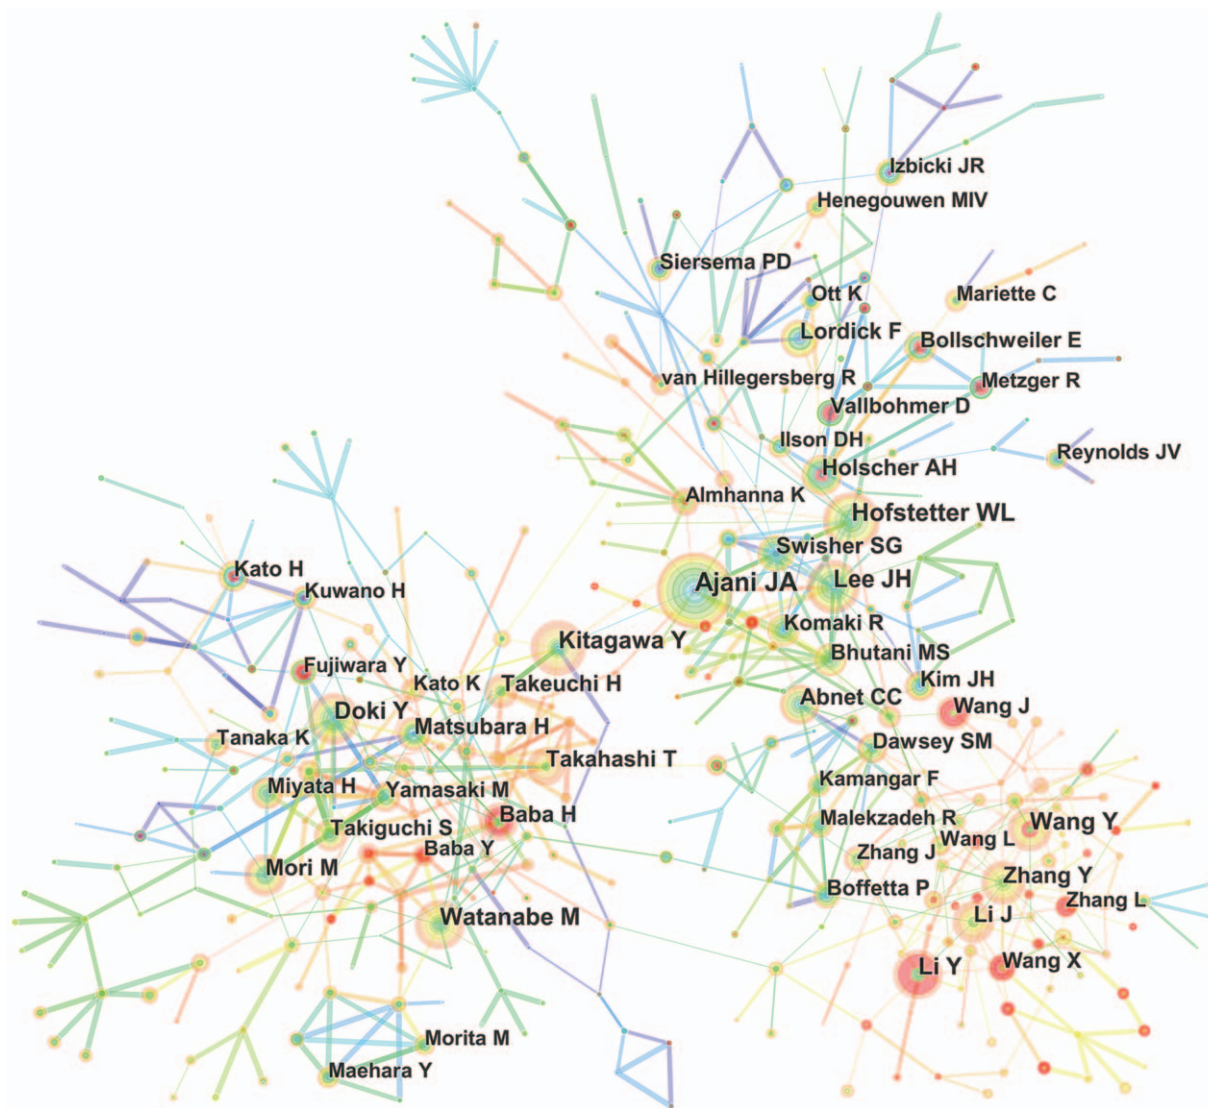 Izbicki JR
Henegouwen MIV
Siersema PD
Ott K
Mariette C
Lordick F
Bollschweiler E
van Hillegersberg R
Metzger R
Vallbohmer D
Ilson DH
Reynolds JV
Holscher AH
Almhanna K
Hofstetter WL
Swisher SG
Kato H
Ajani JA
Lee JH
Kuwano H
Komaki R
Kitagawa Y
Bhutani MS
Fujiwara Y
Kato K
Takeuchi H
Kim JH
Abnet CC
Wang J
Doki Y
Matsubara H
Tanaka K
Dawsey SM
Takahashi T
Kamangar F
Miyata H
Yamasaki M
Baba H
Malekzadeh R
Wang Y
Takiguchi S
Wang L
Baba Y
Zhang J
Mori M
Zhang Y
Boffetta P
Zhang L
Watanabe M
Li J
Li Y
Wang X
Morita M
Maehara Y